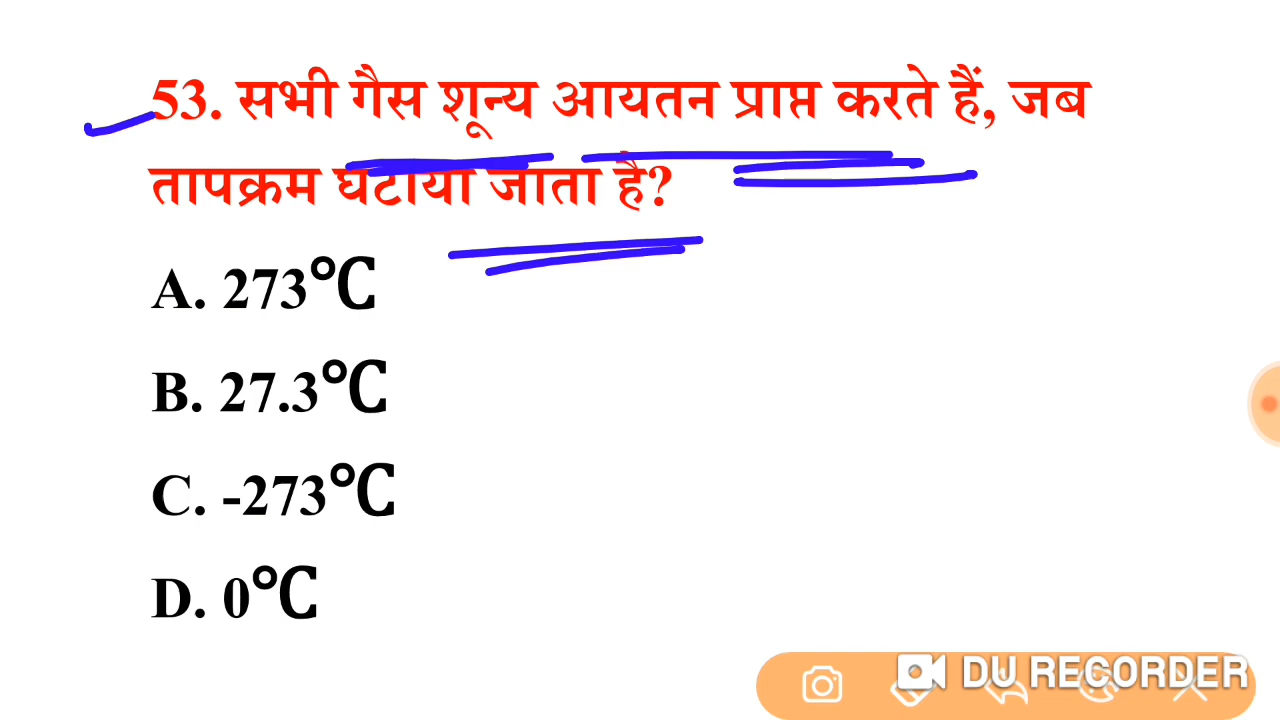 53. सभी गैस शून्य आयतन प्राप्त करते हैं, जब
तापक्रम घटाया जाता है?
A. 273℃
B. 27.3℃
C. -273℃
D. 0℃
DU RECORDER